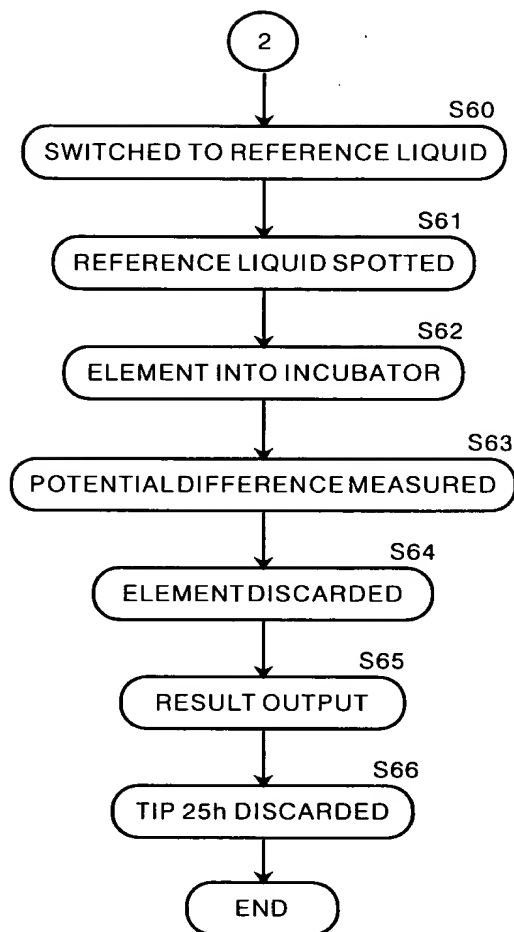 2
S60
SWITCHED TO REFERENCE LIQUID
S61
REFERENCE LIQUID SPOTTED
S62
ELEMENT INTO INCUBATOR
S63
POTENTIAL DIFFERENCE MEASURED
S64
ELEMENT DISCARDED
S65
RESULT OUTPUT
S66
TIP 25h DISCARDED
END